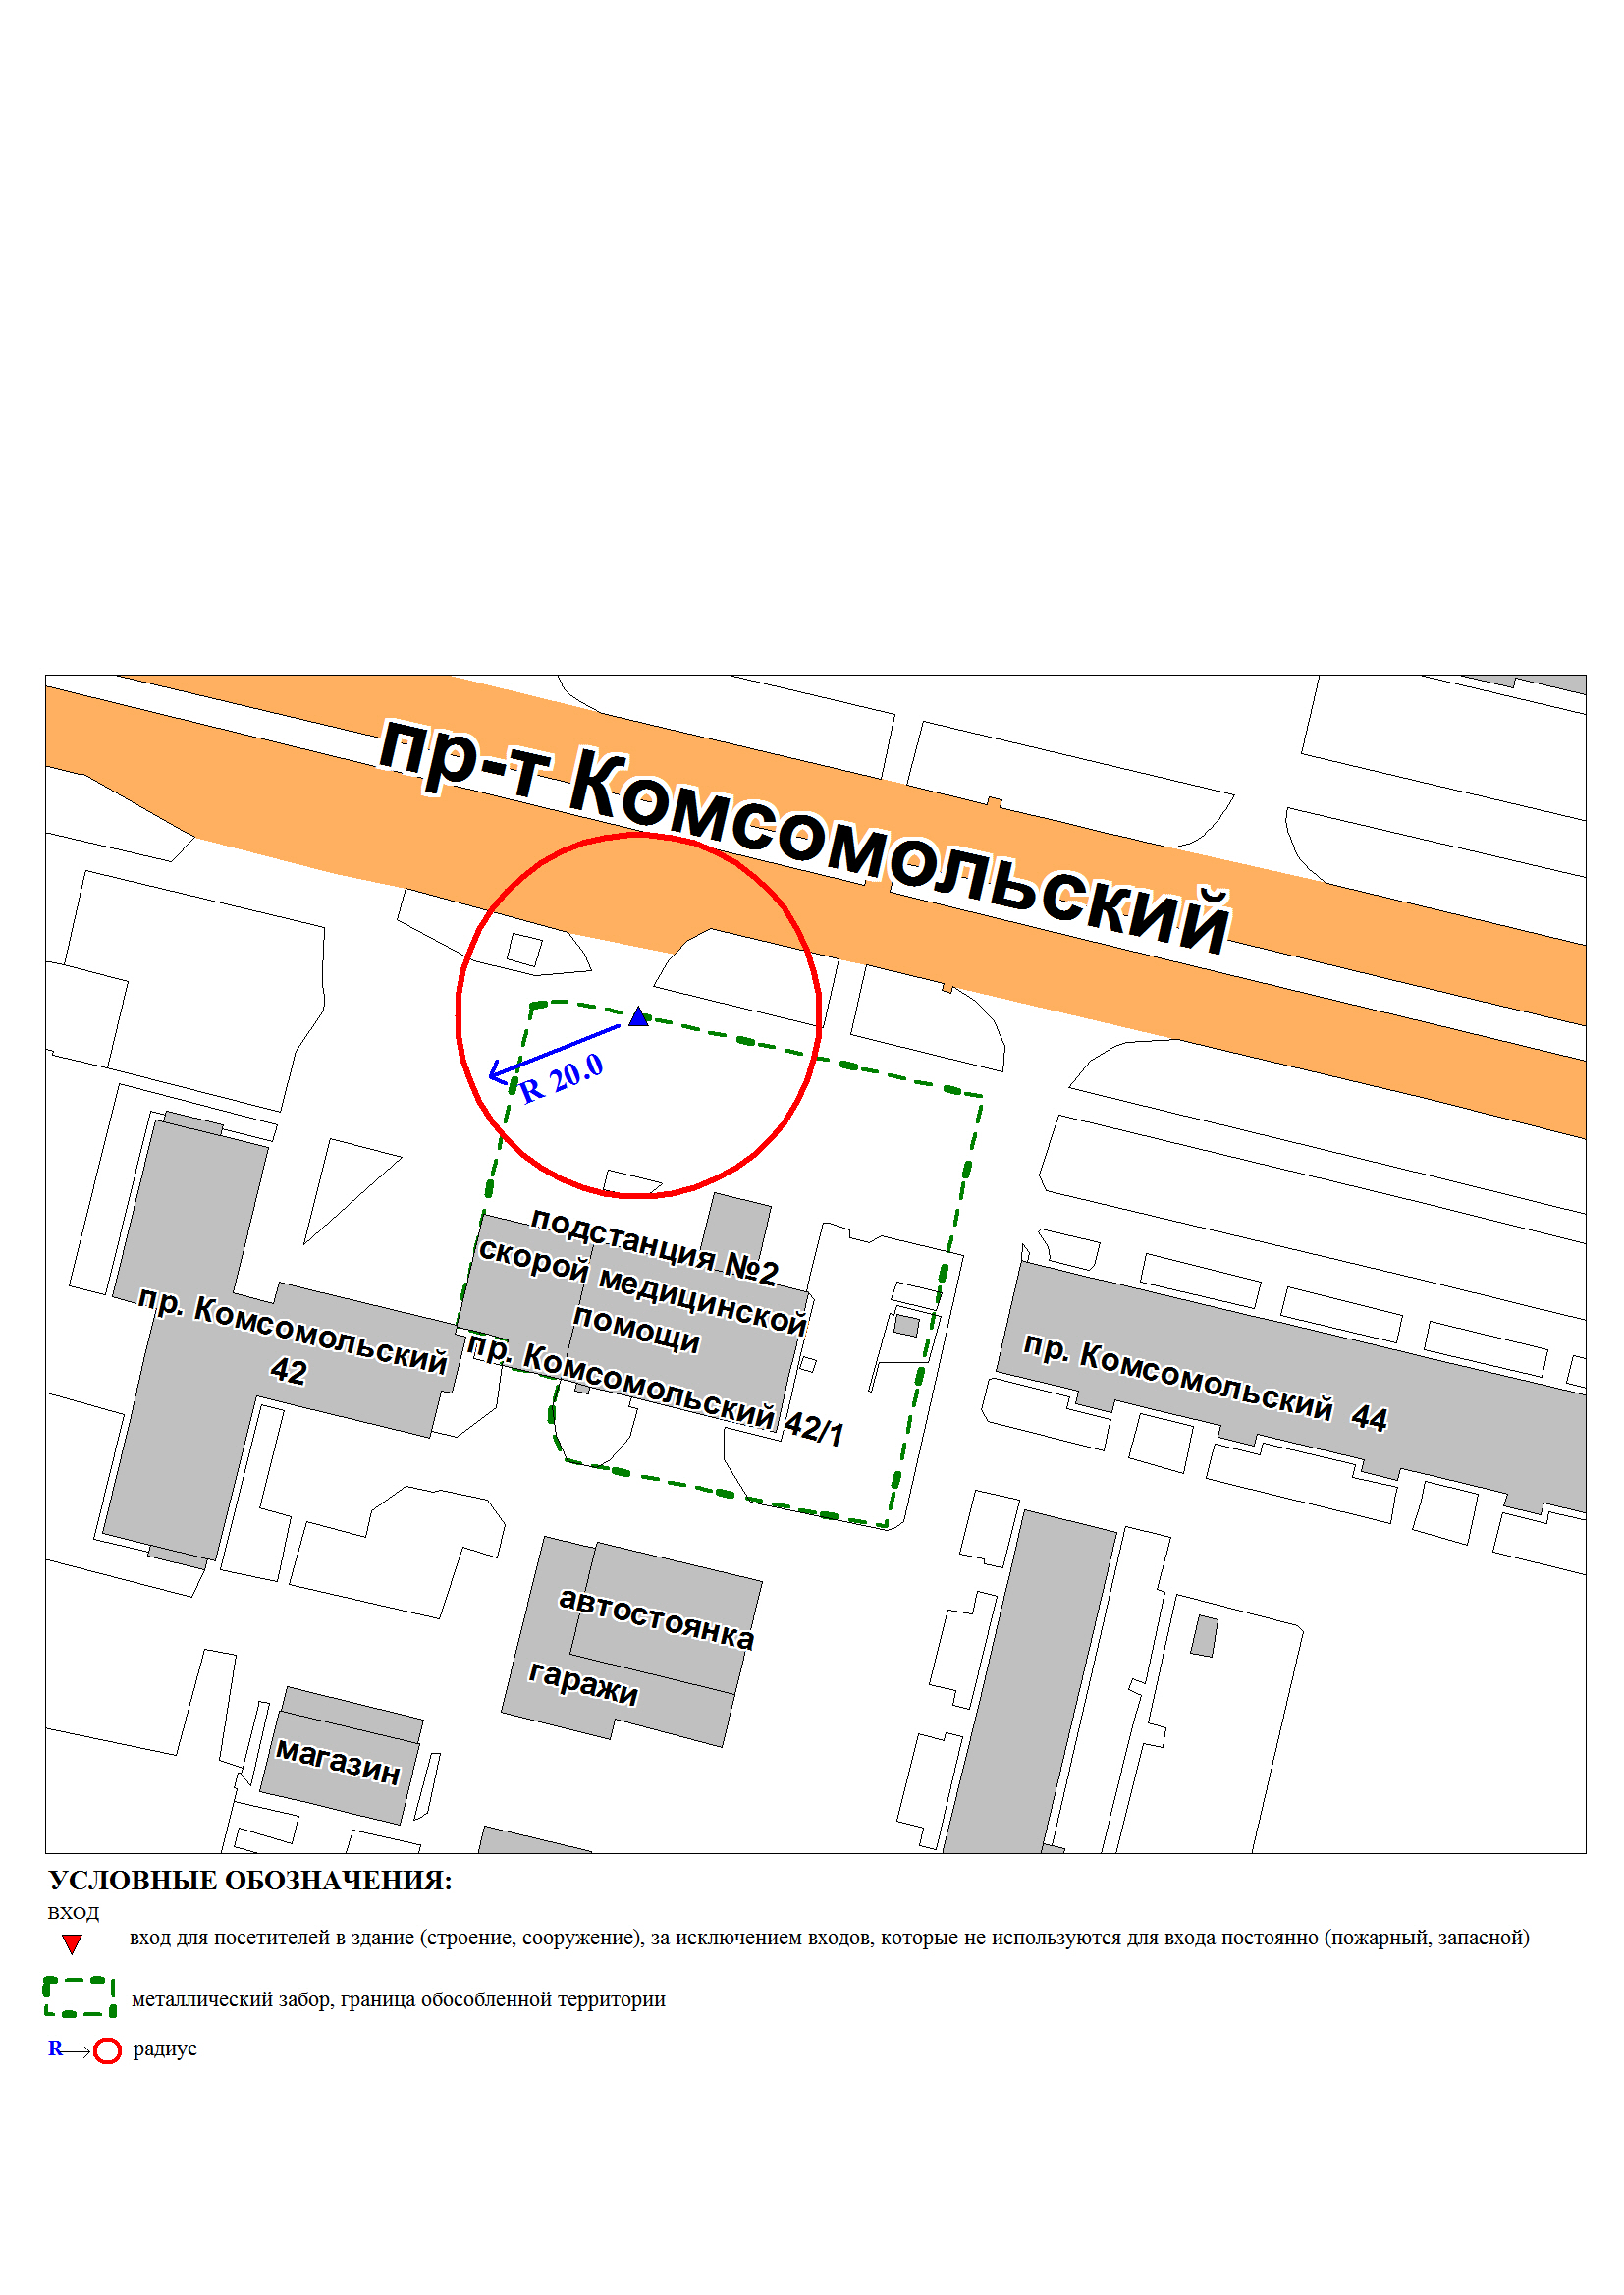 пр-т Комсомольский
R 20.0
подстанция №2
скорой медицинской
помощи
пр. Комсомольский 42/1
пр. Комсомольский
42
пр. Комсомольский 44
автостоянка
гаражи
магазин
УСЛОВНЫЕ ОБОЗНАЧЕНИЯ:
ВХОД
вход для посетителей в здание (строение, сооружение), за исключением входов, которые не используются для входа постоянно (пожарный, запасной)
металлический забор, граница обособленной территории
R
радиус